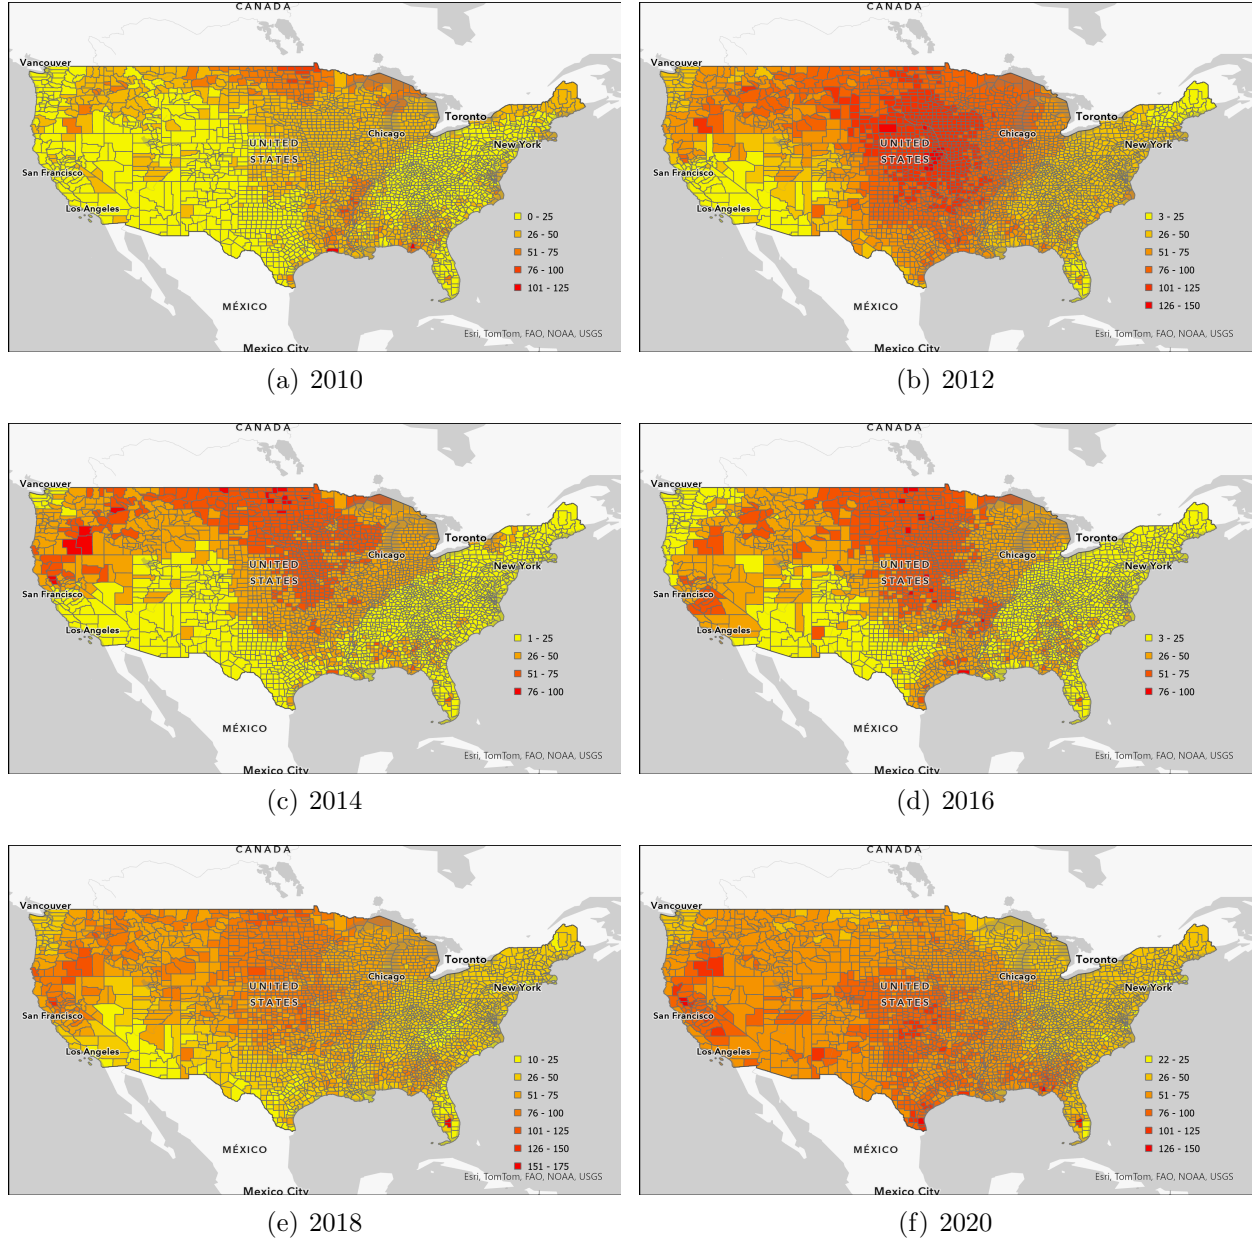 CANADA
Vancouver
Toronto
Chicago
New York
UNITED
STATES
San Francisco
Los Angeles
0 - 25
26 - 50
51 - 75
76 - 100
101 - 125
MÉXICO
Esri, TomTom, FAO, NOAA, USGS
Mexico City
(a) 2010
CANADA
Vancouver
Toronto
Chicago
New York
UNITED
STATES
San Francisco
Los Angeles
3 - 25
26 - 50
51 - 75
76 - 100
101 - 125
126 - 150
MÉXICO
Esri, TomTom, FAO, NOAA, USGS
Mexico City
(b) 2012
CANADA
Vancouver
Toronto
Chicago
New York
UNITED
STATES
San Francisco
Los Angeles
1 - 25
26 - 50
51 - 75
76 - 100
MÉXICO
Esri, TomTom, FAO, NOAA, USGS
Mexico City
(c) 2014
CANADA
Vancouver
Toronto
Chicago
New York
UNITED
STATES
San Francisco
Los Angeles
3 - 25
26 - 50
51 - 75
76 - 100
MÉXICO
Esri, TomTom, FAO, NOAA, USGS
Mexico City
(d) 2016
CANADA
Vancouver
Toronto
Chicago
New York
UNITED
STATES
San Francisco
Los Angeles
10 - 25
26 - 50
51 - 75
76 - 100
101 - 125
126 - 150
151 - 175
MÉXICO
Esri, TomTom, FAO, NOAA, USGS
Mexico City
(e) 2018
CANADA
Vancouver
Toronto
Chicago
New York
UNITED
STATES
San Francisco
Los Angeles
22 - 25
26 - 50
51 - 75
76 - 100
101 - 125
126 - 150
MÉXICO
Esri, TomTom, FAO, NOAA, USGS
Mexico City
(f) 2020